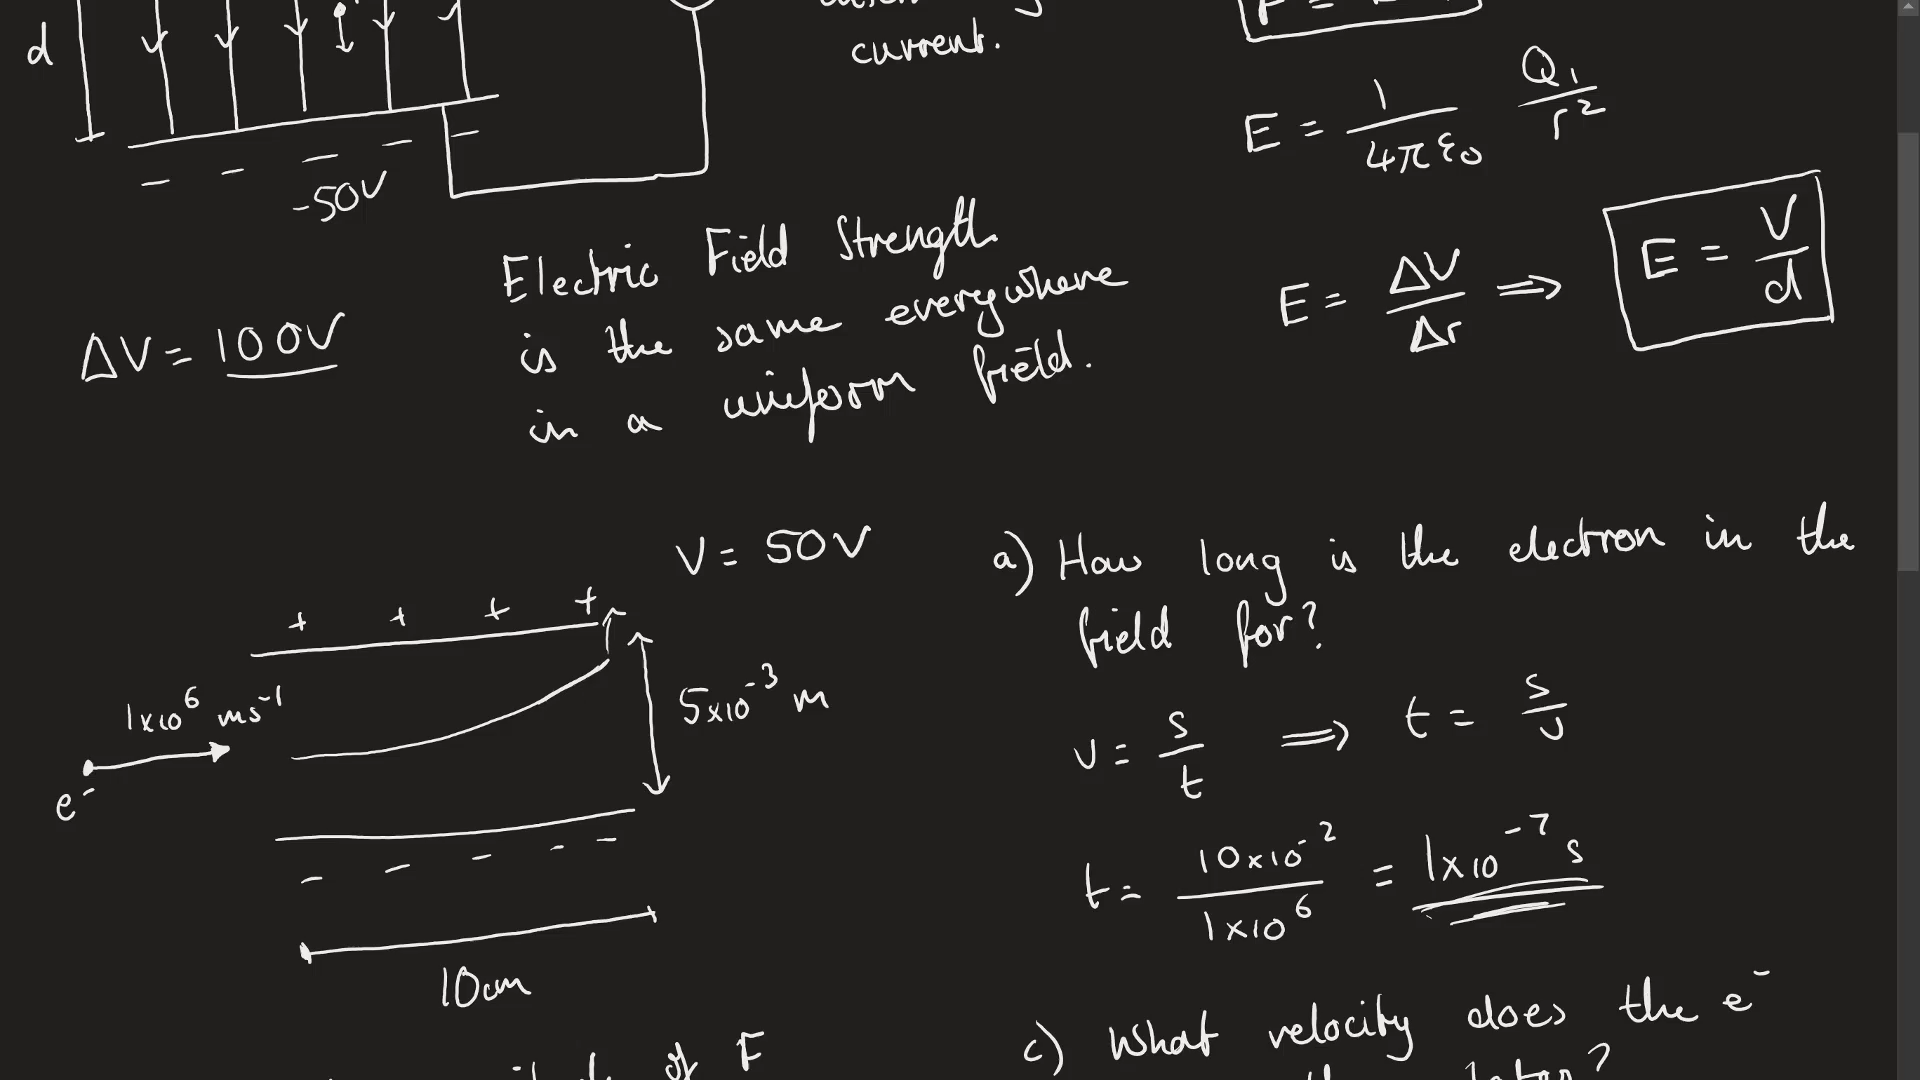 current.
d
E = 1/4πε₀ Q₁/r²
-50V
Electric Field Strength
is the same everywhere
in a uniform field.
ΔV = 100V
E = ΔV/Δr ⟹ E = V/d
V = 50V
+ + + +
1x10⁶ ms⁻¹
5x10⁻³ m
e⁻
10cm
a) How long is the electron in the
field for?
v = s/t ⟹ t = s/v
t = 10x10⁻²/1x10⁶ = 1x10⁻⁷ s
of F
c) What velocity does the e⁻